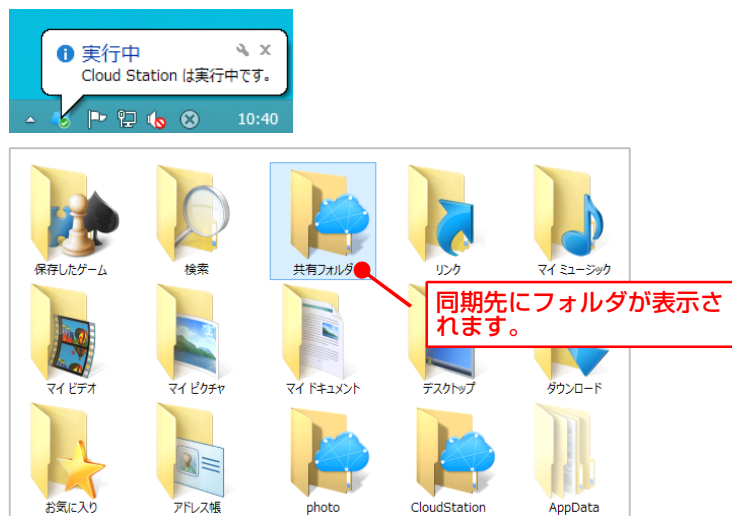 実行中
Cloud Station は実行中です。
10:40
保存したゲーム
検索
共有フォルダ
リンク
マイ ミュージック
同期先にフォルダが表示さ
れます。
マイ ビデオ
マイ ピクチャ
マイ ドキュメント
デスクトップ
ダウンロード
お気に入り
アドレス帳
photo
CloudStation
AppData